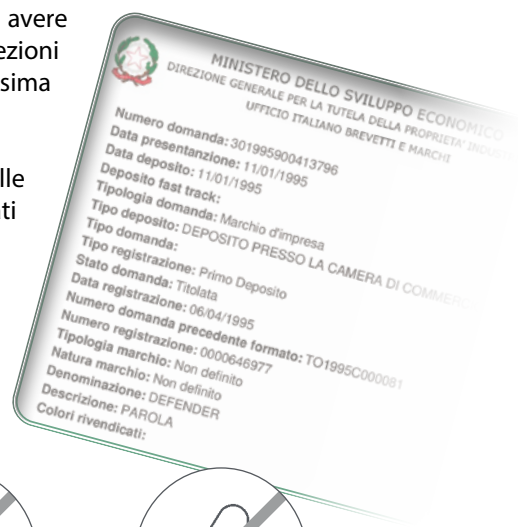 avere
ezioni
sima
lle
ti
MINISTERO DELLO SVILUPPO ECONOMICO
DIREZIONE GENERALE PER LA TUTELA DELLA PROPRIETA' INDUS
UFFICIO ITALIANO BREVETTI E MARCHI
Numero domanda: 301995900413796
Data presentanzione: 11/01/1995
Data deposito: 11/01/1995
Deposito fast track:
Tipologia domanda: Marchio d'impresa
Tipo deposito: DEPOSITO PRESSO LA CAMERA DI COMMERC
Tipo domanda:
Tipo registrazione: Primo Deposito
Stato domanda: Titolata
Data registrazione: 06/04/1995
Numero domanda precedente formato: TO1995C000081
Numero registrazione: 0000646977
Tipologia marchio: Non definito
Natura marchio: Non definito
Denominazione: DEFENDER
Descrizione: PAROLA
Colori rivendicati: